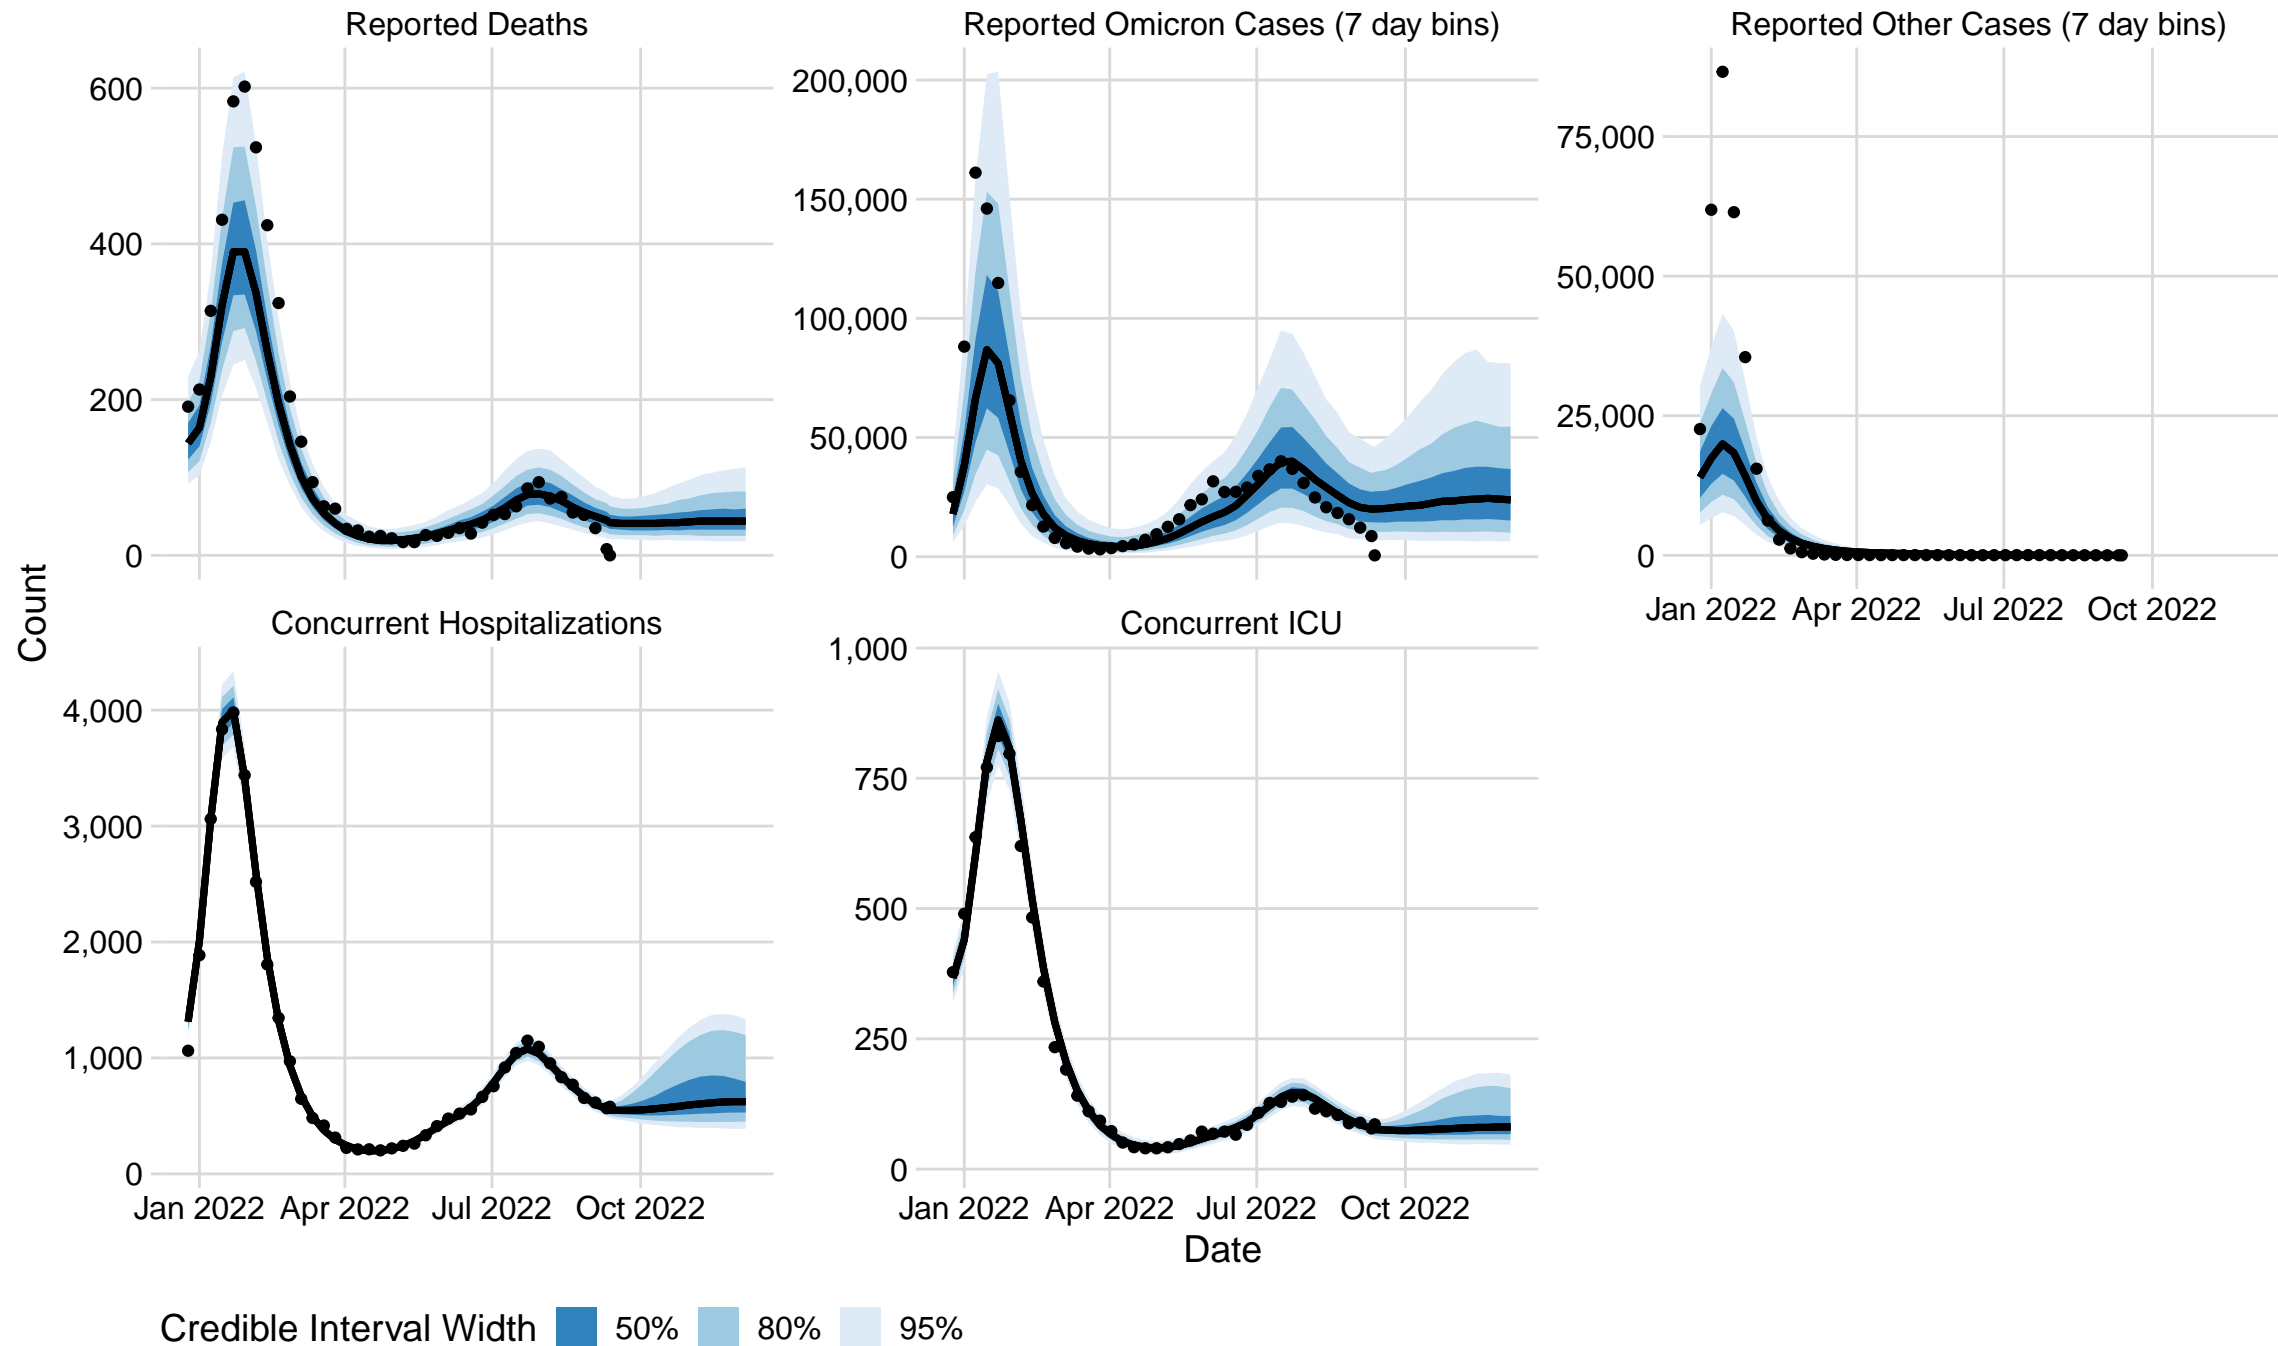 Reported Deaths
Reported Omicron Cases (7 day bins)
Reported Other Cases (7 day bins)
600
400
200
0
200,000
150,000
100,000
50,000
0
75,000
50,000
25,000
0
Jan 2022 Apr 2022 Jul 2022 Oct 2022
Count
Concurrent Hospitalizations
Concurrent ICU
4,000
3,000
2,000
1,000
0
1,000
750
500
250
0
Jan 2022 Apr 2022 Jul 2022 Oct 2022
Jan 2022 Apr 2022 Jul 2022 Oct 2022
Date
Credible Interval Width 50% 80% 95%